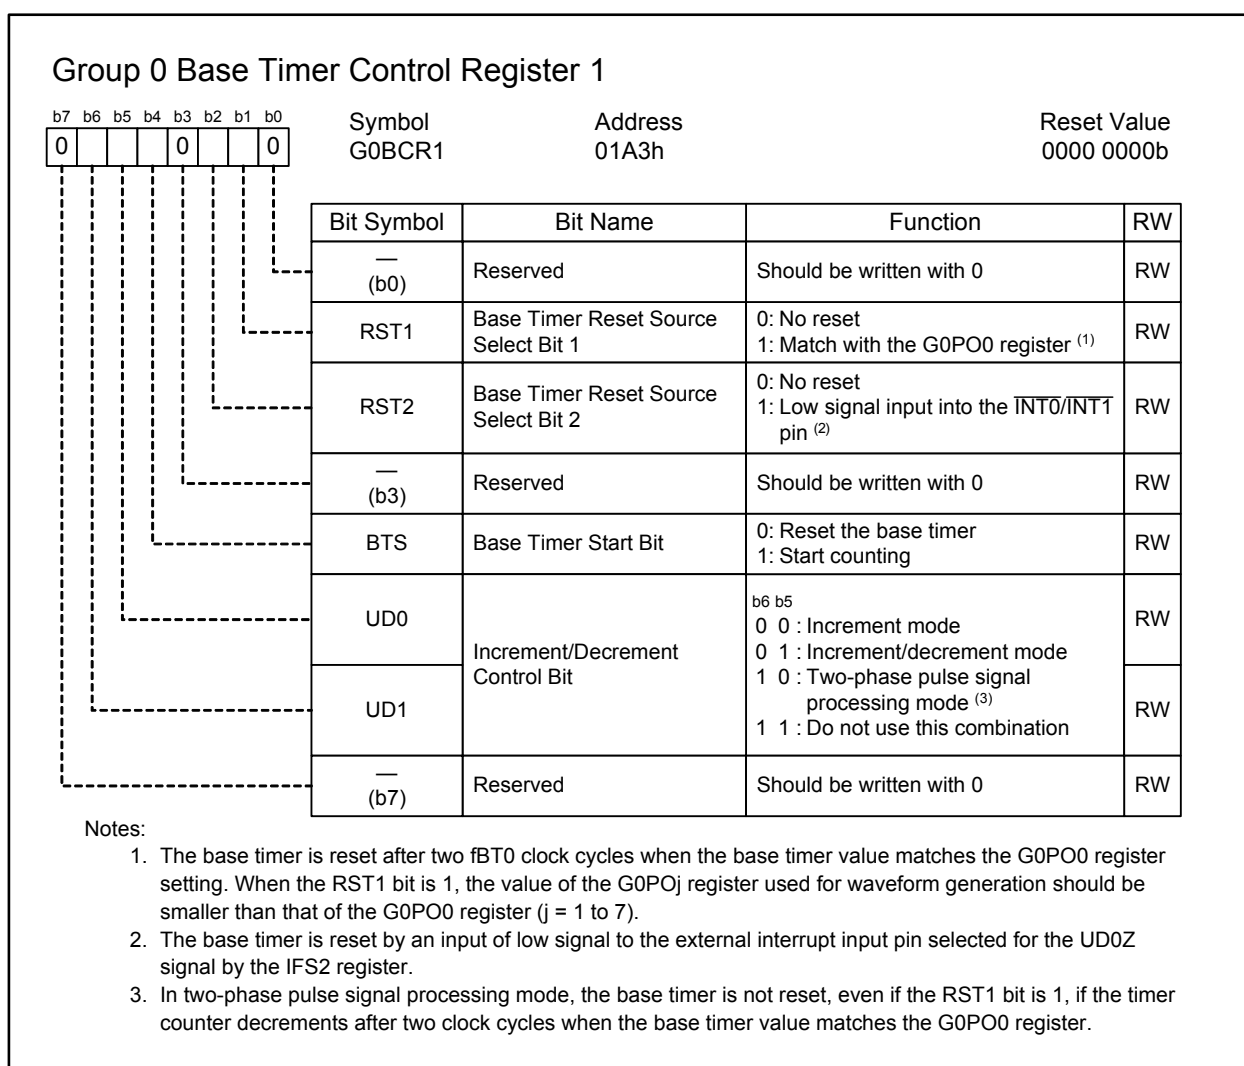 Group 0 Base Timer Control Register 1
b7 b6 b5 b4 b3 b2 b1 b0
0 0 0
Symbol Address Reset Value
G0BCR1 01A3h 0000 0000b
Bit Symbol Bit Name Function RW
— (b0) Reserved Should be written with 0 RW
RST1 Base Timer Reset Source Select Bit 1 0: No reset
1: Match with the G0PO0 register (1) RW
RST2 Base Timer Reset Source Select Bit 2 0: No reset
1: Low signal input into the INT0/INT1
pin (2) RW
— (b3) Reserved Should be written with 0 RW
BTS Base Timer Start Bit 0: Reset the base timer
1: Start counting RW
UD0 Increment/Decrement Control Bit b6 b5
0 0 : Increment mode RW
0 1 : Increment/decrement mode
UD1 1 0 : Two-phase pulse signal
processing mode (3) RW
1 1 : Do not use this combination
— (b7) Reserved Should be written with 0 RW
Notes:
1. The base timer is reset after two fBT0 clock cycles when the base timer value matches the G0PO0 register
setting. When the RST1 bit is 1, the value of the G0POj register used for waveform generation should be
smaller than that of the G0PO0 register (j = 1 to 7).
2. The base timer is reset by an input of low signal to the external interrupt input pin selected for the UD0Z
signal by the IFS2 register.
3. In two-phase pulse signal processing mode, the base timer is not reset, even if the RST1 bit is 1, if the timer
counter decrements after two clock cycles when the base timer value matches the G0PO0 register.